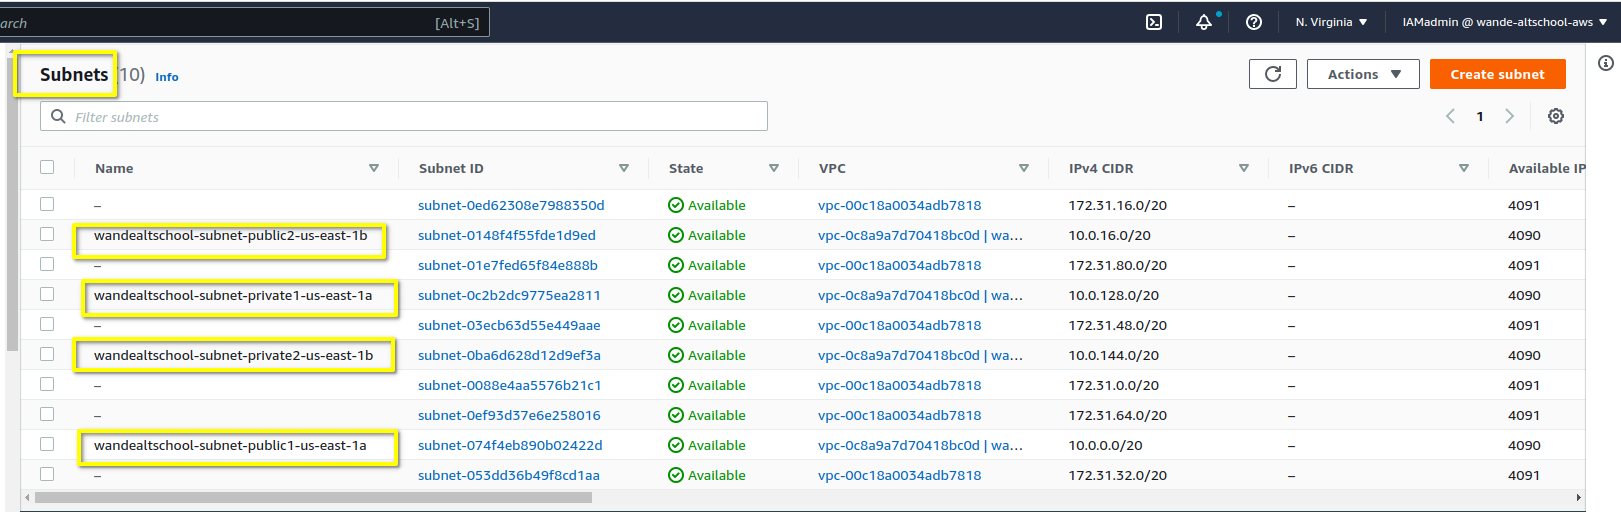 arch [Alt+S] N. Virginia IAMadmin @ wande-altschool-aws
Subnets (10) Info Actions Create subnet
Filter subnets 1
Name Subnet ID State VPC IPv4 CIDR IPv6 CIDR Available IP
– subnet-0ed62308e7988350d Available vpc-00c18a0034adb7818 172.31.16.0/20 – 4091
wandealtschool-subnet-public2-us-east-1b subnet-0148f4f55fde1d9ed Available vpc-0c8a9a7d70418bc0d | wa... 10.0.16.0/20 – 4090
– subnet-01e7fed65f84e888b Available vpc-00c18a0034adb7818 172.31.80.0/20 – 4091
wandealtschool-subnet-private1-us-east-1a subnet-0c2b2dc9775ea2811 Available vpc-0c8a9a7d70418bc0d | wa... 10.0.128.0/20 – 4090
– subnet-03ecb63d55e449aae Available vpc-00c18a0034adb7818 172.31.48.0/20 – 4091
wandealtschool-subnet-private2-us-east-1b subnet-0ba6d628d12d9ef3a Available vpc-0c8a9a7d70418bc0d | wa... 10.0.144.0/20 – 4090
– subnet-0088e4aa5576b21c1 Available vpc-00c18a0034adb7818 172.31.0.0/20 – 4091
– subnet-0ef93d37e6e258016 Available vpc-00c18a0034adb7818 172.31.64.0/20 – 4091
wandealtschool-subnet-public1-us-east-1a subnet-074f4eb890b02422d Available vpc-0c8a9a7d70418bc0d | wa... 10.0.0.0/20 – 4090
– subnet-053dd36b49f8cd1aa Available vpc-00c18a0034adb7818 172.31.32.0/20 – 4091